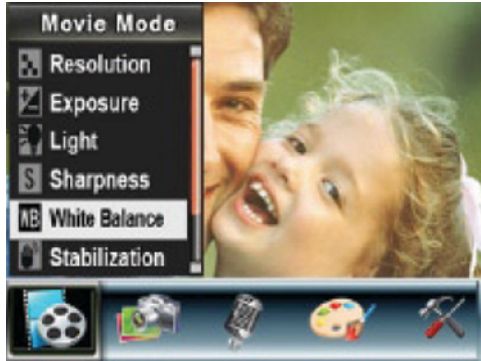 Movie Mode
Resolution
Exposure
Light
S Sharpness
WB White Balance
Stabilization